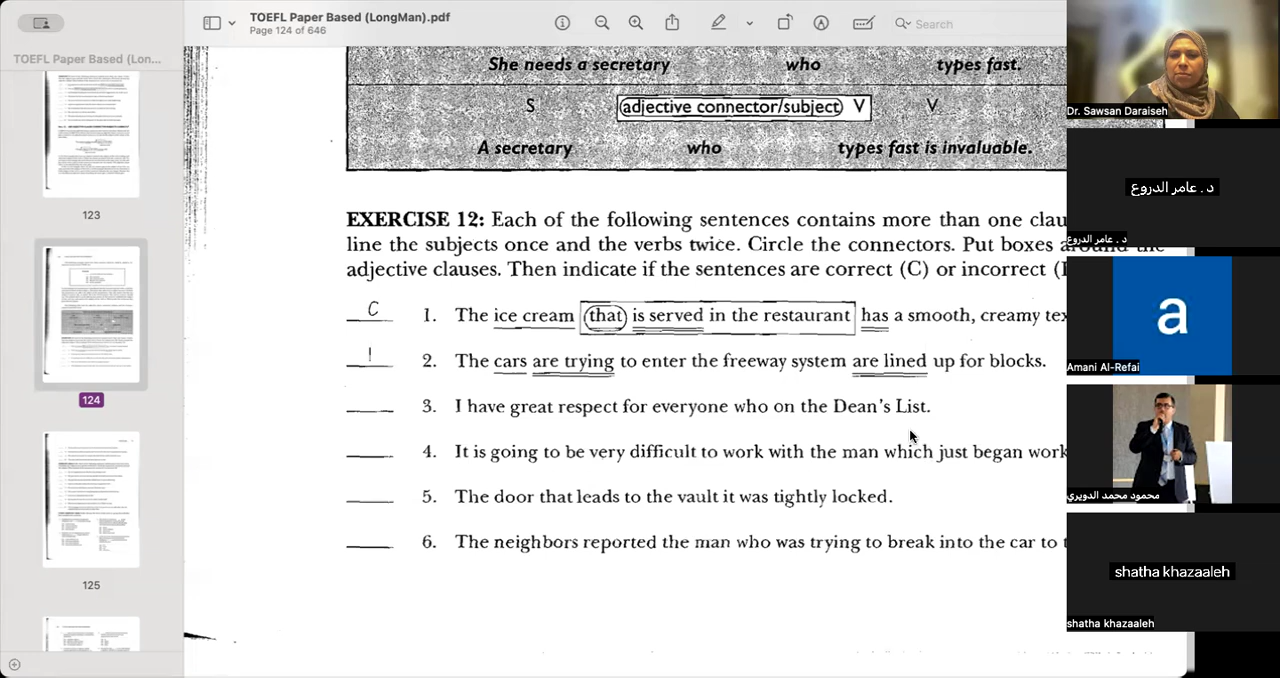 TOEFL Paper Based (LongMan).pdf
Page 124 of 646
Search
TOEFL Paper Based (Lon...
123
124
125
She needs a secretary who types fast.
S adjective connector/subject V V
A secretary who types fast is invaluable.
EXERCISE 12: Each of the following sentences contains more than one clau
line the subjects once and the verbs twice. Circle the connectors. Put boxes around the
adjective clauses. Then indicate if the sentences are correct (C) or incorrect (I
C 1. The ice cream that is served in the restaurant has a smooth, creamy tex
I 2. The cars are trying to enter the freeway system are lined up for blocks.
3. I have great respect for everyone who on the Dean's List.
4. It is going to be very difficult to work with the man which just began work
5. The door that leads to the vault it was tightly locked.
6. The neighbors reported the man who was trying to break into the car to t
Dr. Sawsan Daraiseh
د . عامر الدروع
د . عامر الدروع
a
Amani Al-Refai
محمود محمد الدويري
shatha khazaaleh
shatha khazaaleh